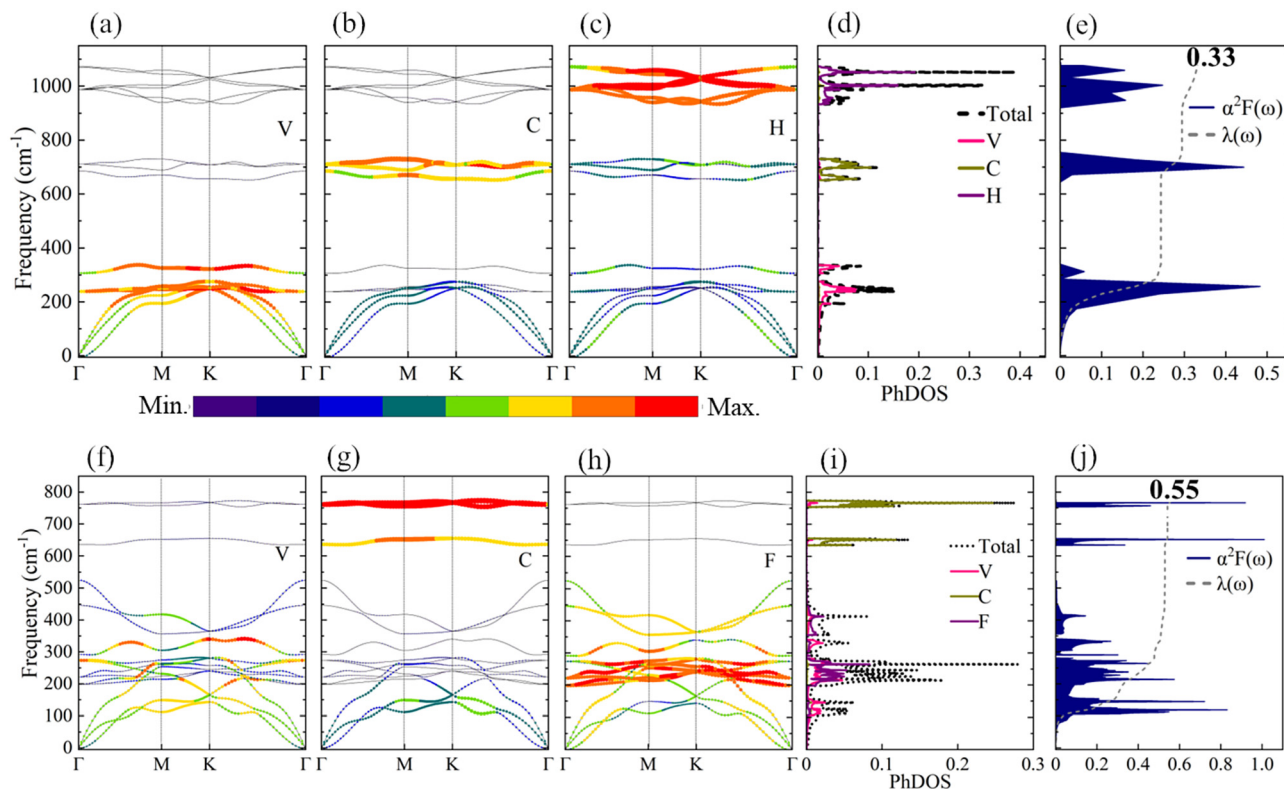 (a) (b) (c) (d) (e)
Frequency (cm⁻¹)
1000
800
600
400
200
0
V
C
H
Total
V
C
H
0.33
α²F(ω)
λ(ω)
Γ M K Γ
Γ M K Γ
Γ M K Γ
0 0.1 0.2 0.3 0.4
PhDOS
0 0.1 0.2 0.3 0.4 0.5
Min. Max.
(f) (g) (h) (i) (j)
Frequency (cm⁻¹)
800
700
600
500
400
300
200
100
0
V
C
F
Total
V
C
F
0.55
α²F(ω)
λ(ω)
Γ M K Γ
Γ M K Γ
Γ M K Γ
0 0.1 0.2 0.3
PhDOS
0 0.2 0.4 0.6 0.8 1.0